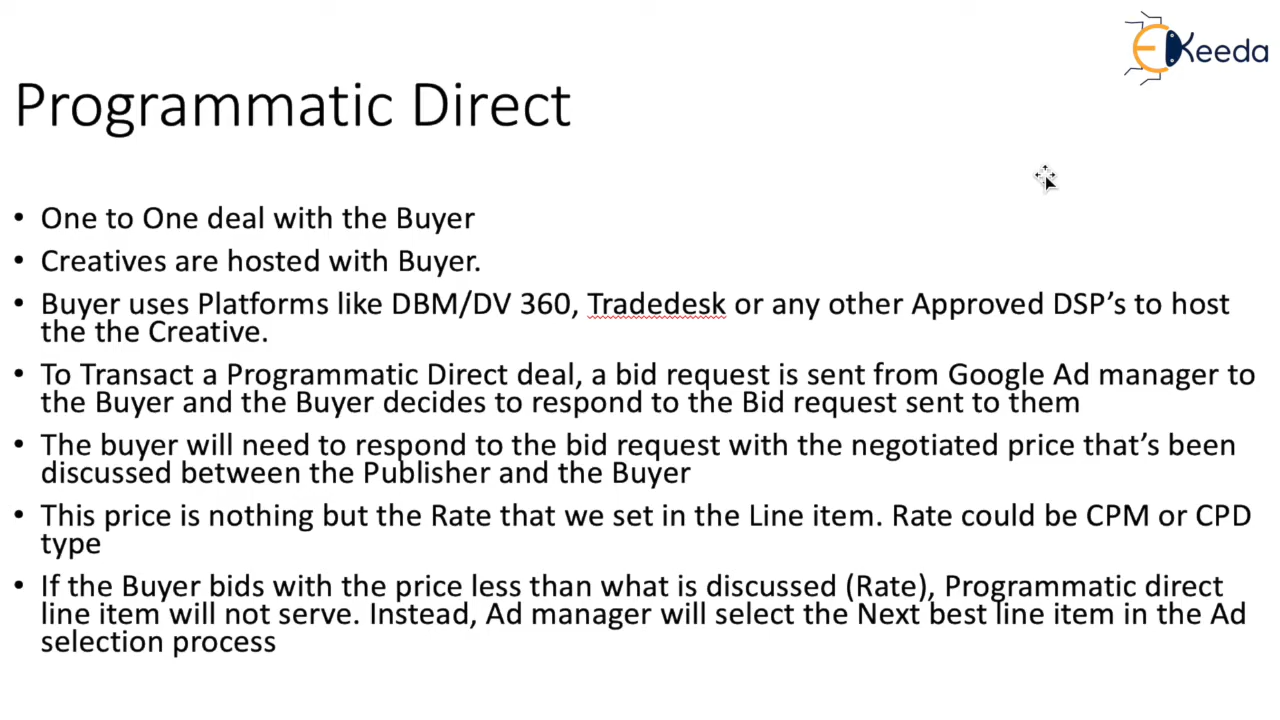 EKeeda
Programmatic Direct
• One to One deal with the Buyer
• Creatives are hosted with Buyer.
• Buyer uses Platforms like DBM/DV 360, Tradedesk or any other Approved DSP’s to host
the the Creative.
• To Transact a Programmatic Direct deal, a bid request is sent from Google Ad manager to
the Buyer and the Buyer decides to respond to the Bid request sent to them
• The buyer will need to respond to the bid request with the negotiated price that’s been
discussed between the Publisher and the Buyer
• This price is nothing but the Rate that we set in the Line item. Rate could be CPM or CPD
type
• If the Buyer bids with the price less than what is discussed (Rate), Programmatic direct
line item will not serve. Instead, Ad manager will select the Next best line item in the Ad
selection process